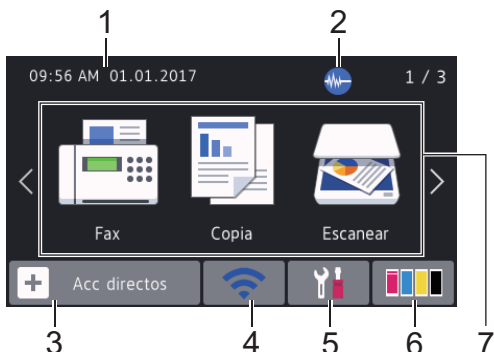 1 2
09:56 AM 01.01.2017 1 / 3
Fax Copia Escanear
Acc directos
3 4 5 6 7